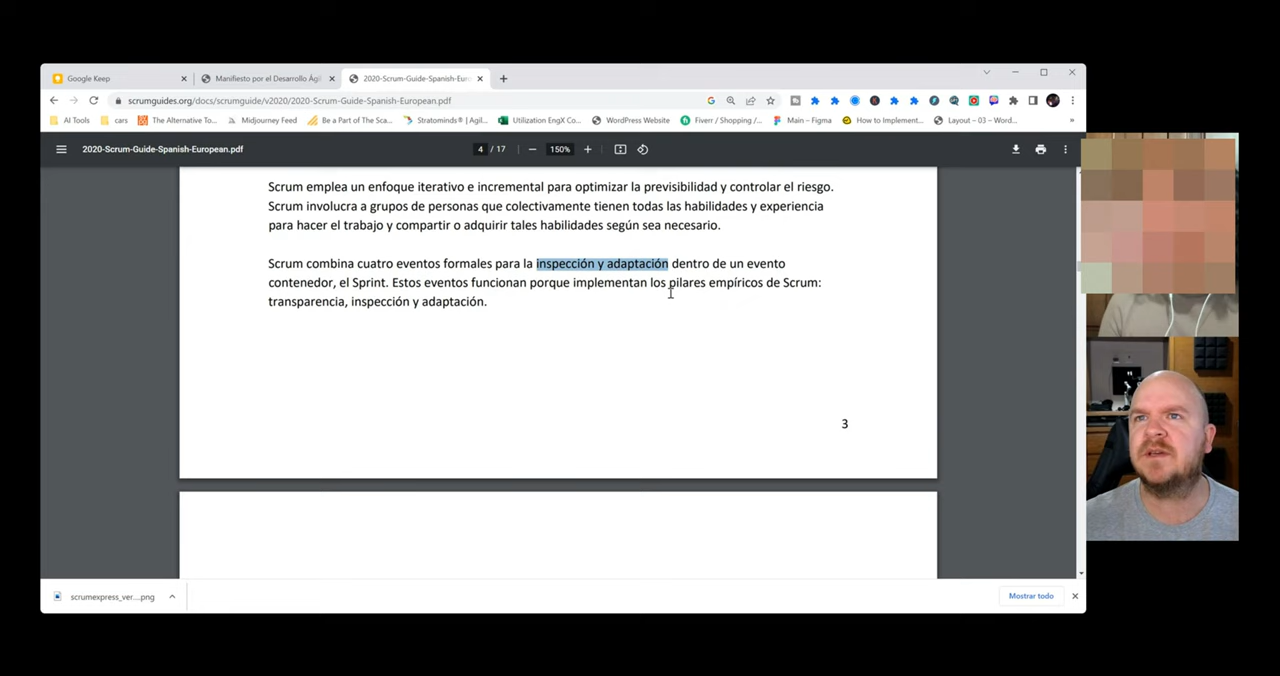 Google Keep
Manifiesto por el Desarrollo Ági
2020-Scrum-Guide-Spanish-Euro
scrumguides.org/docs/scrumguide/v2020/2020-Scrum-Guide-Spanish-European.pdf
AI Tools cars The Alternative To... Midjourney Feed Be a Part of The Sca... Stratominds® | Agil... Utilization EngX Co... WordPress Website Fiverr / Shopping /... Main – Figma How to Implement... Layout – 03 – Word... »
2020-Scrum-Guide-Spanish-European.pdf 4 / 17 150%
Scrum emplea un enfoque iterativo e incremental para optimizar la previsibilidad y controlar el riesgo.
Scrum involucra a grupos de personas que colectivamente tienen todas las habilidades y experiencia
para hacer el trabajo y compartir o adquirir tales habilidades según sea necesario.
Scrum combina cuatro eventos formales para la inspección y adaptación dentro de un evento
contenedor, el Sprint. Estos eventos funcionan porque implementan los pilares empíricos de Scrum:
transparencia, inspección y adaptación.
3
scrumexpress_ver....png
Mostrar todo